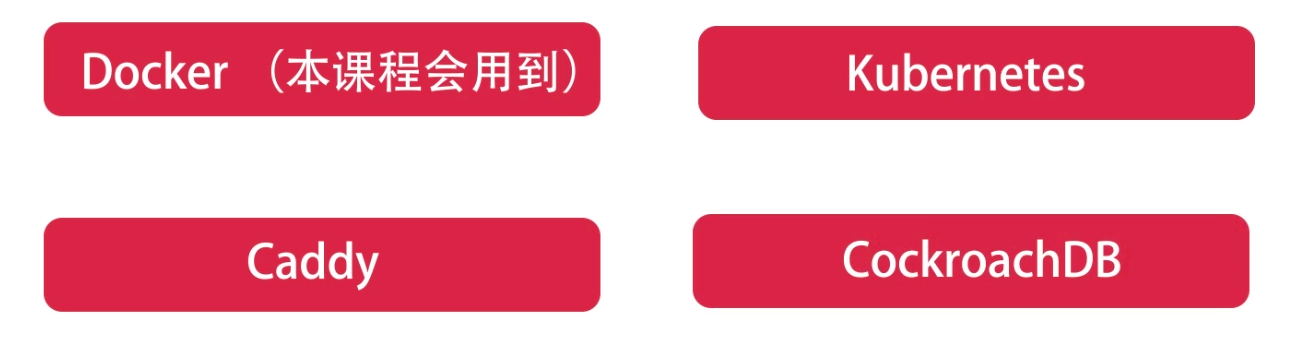 Docker （本课程会用到）
Kubernetes
Caddy
CockroachDB